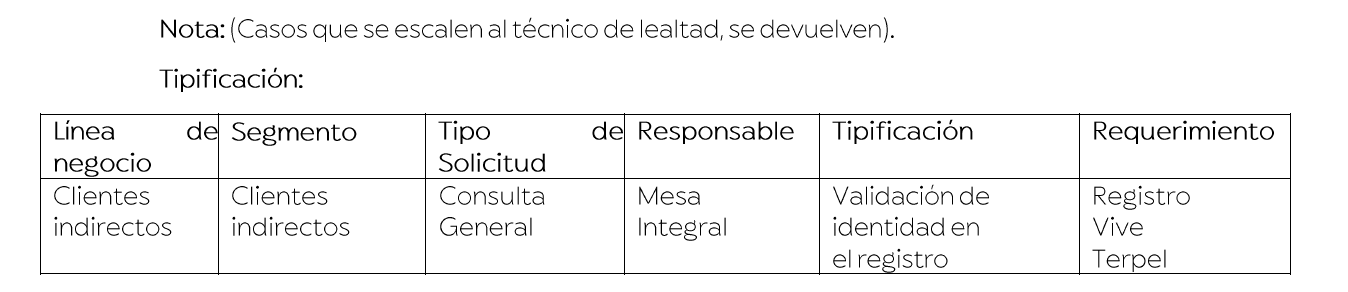 Nota: (Casos que se escalen al técnico de lealtad, se devuelven).
Tipificación:
Línea de negocio Segmento Tipo de Solicitud Responsable Tipificación Requerimiento
Clientes indirectos Clientes indirectos Consulta General Mesa Integral Validación de identidad en el registro Registro Vive Terpel